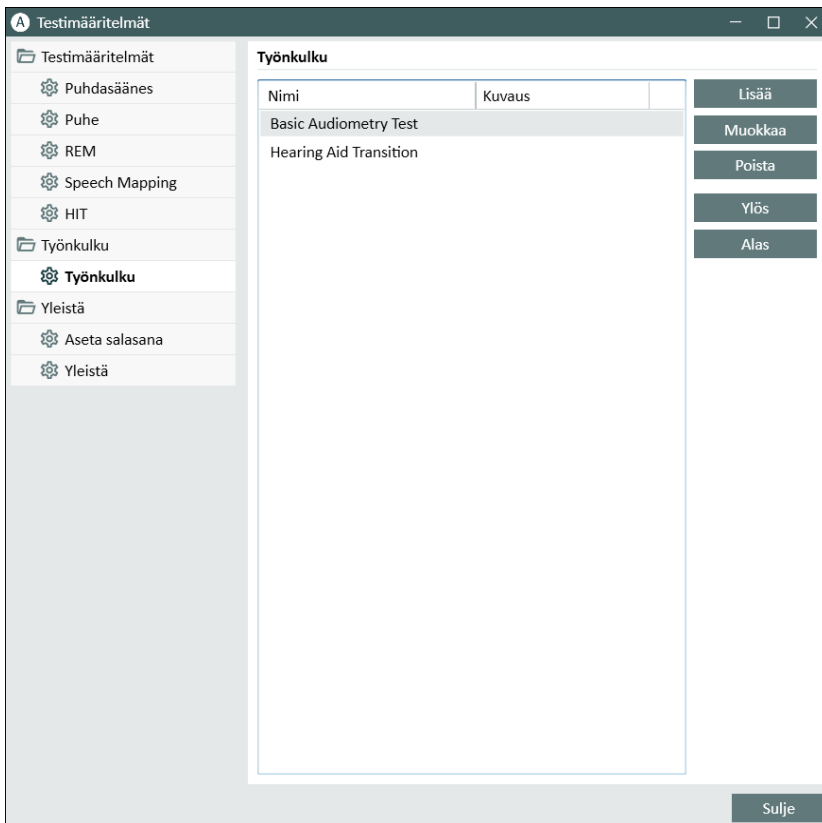 A Testimääritelmät
Testimääritelmät
Puhdasäänes
Puhe
REM
Speech Mapping
HIT
Työnkulku
Työnkulku
Yleistä
Aseta salasana
Yleistä
Työnkulku
Nimi Kuvaus
Basic Audiometry Test
Hearing Aid Transition
Lisää
Muokkaa
Poista
Ylös
Alas
Sulje